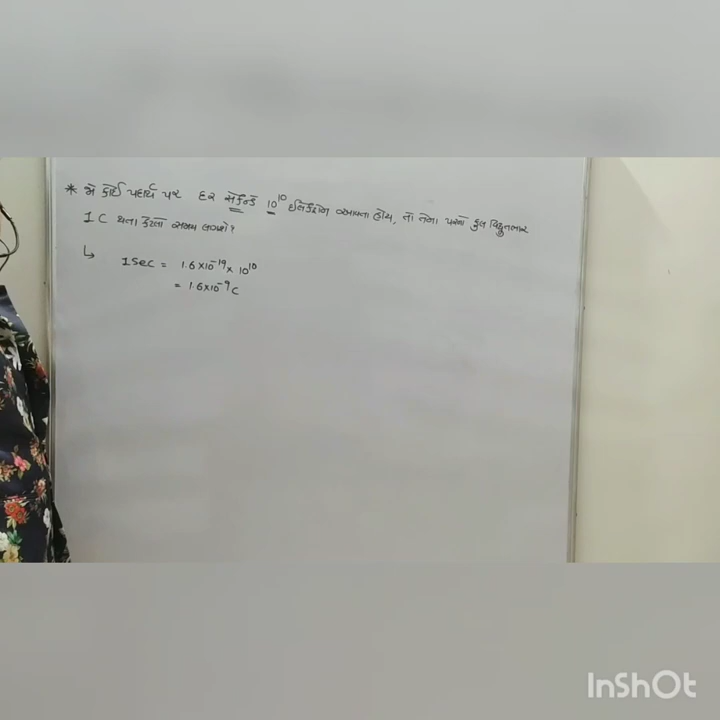 * જો કોઈ પદાર્થ પર દર સેકન્ડે 10¹⁰ ઇલેક્ટ્રોન આવતા હોય, તો તેના પરનો કુલ વિદ્યુતભાર
1 C થતા કેટલો સમય લાગશે?
↳ 1 sec = 1.6 × 10⁻¹⁹ × 10¹⁰
= 1.6 × 10⁻⁹ C
InShOt